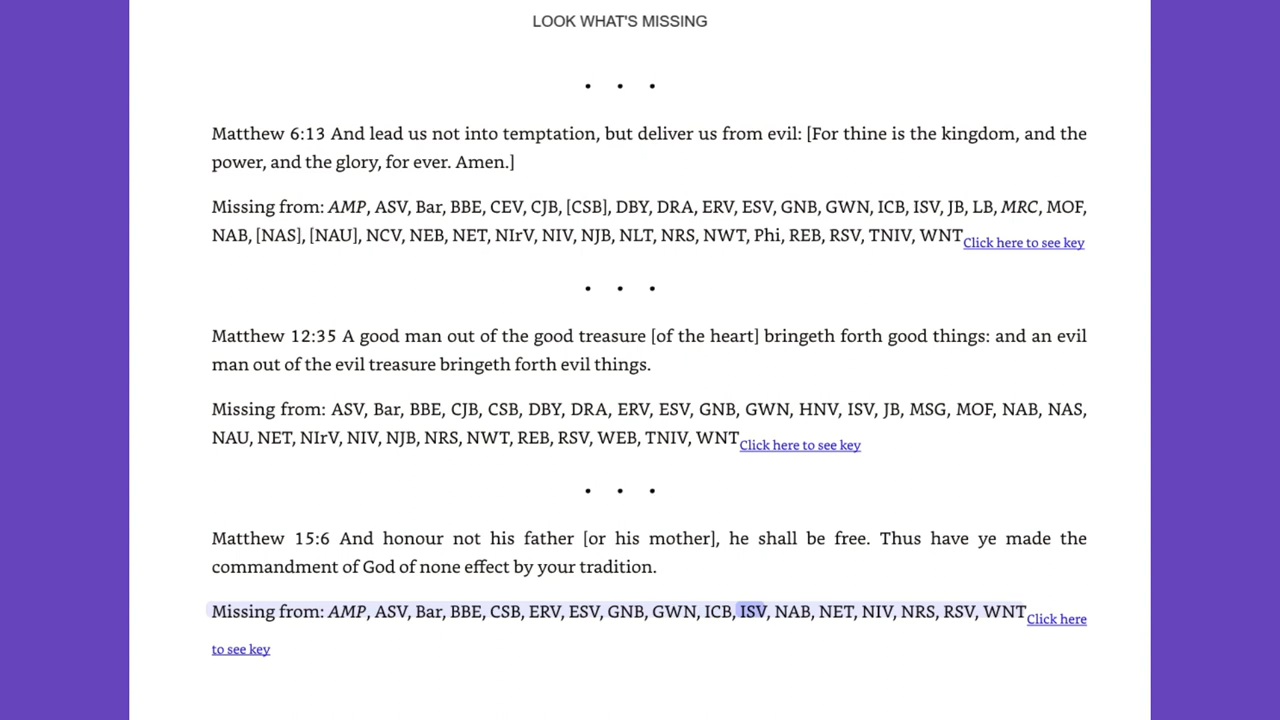 LOOK WHAT'S MISSING
• • •
Matthew 6:13 And lead us not into temptation, but deliver us from evil: [For thine is the kingdom, and the
power, and the glory, for ever. Amen.]
Missing from: AMP, ASV, Bar, BBE, CEV, CJB, [CSB], DBY, DRA, ERV, ESV, GNB, GWN, ICB, ISV, JB, LB, MRC, MOF,
NAB, [NAS], [NAU], NCV, NEB, NET, NIrV, NIV, NJB, NLT, NRS, NWT, Phi, REB, RSV, TNIV, WNT Click here to see key
• • •
Matthew 12:35 A good man out of the good treasure [of the heart] bringeth forth good things: and an evil
man out of the evil treasure bringeth forth evil things.
Missing from: ASV, Bar, BBE, CJB, CSB, DBY, DRA, ERV, ESV, GNB, GWN, HNV, ISV, JB, MSG, MOF, NAB, NAS,
NAU, NET, NIrV, NIV, NJB, NRS, NWT, REB, RSV, WEB, TNIV, WNT Click here to see key
• • •
Matthew 15:6 And honour not his father [or his mother], he shall be free. Thus have ye made the
commandment of God of none effect by your tradition.
Missing from: AMP, ASV, Bar, BBE, CSB, ERV, ESV, GNB, GWN, ICB, ISV, NAB, NET, NIV, NRS, RSV, WNT Click here
to see key